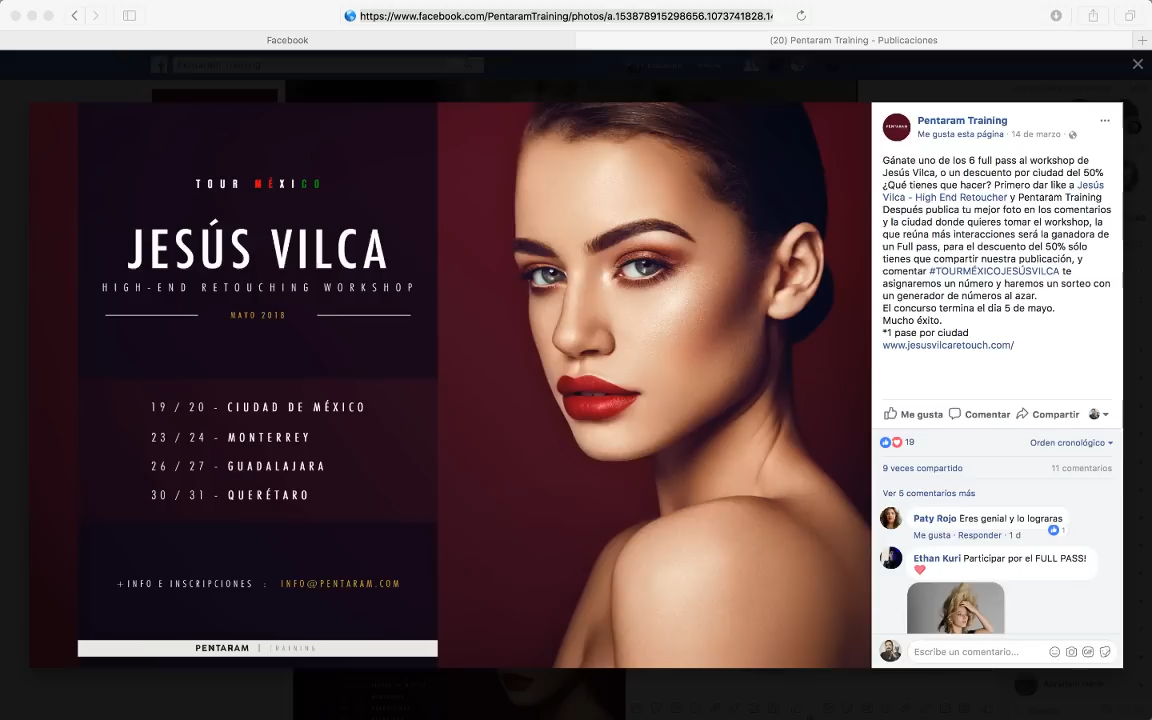 https://www.facebook.com/PentaramTraining/photos/a.153878915298656.1073741828.14
Facebook
(20) Pentaram Training - Publicaciones
Pentaram Training
TOUR MÉXICO
JESÚS VILCA
HIGH-END RETOUCHING WORKSHOP
MAYO 2018
19 / 20 - CIUDAD DE MÉXICO
23 / 24 - MONTERREY
26 / 27 - GUADALAJARA
30 / 31 - QUERÉTARO
+INFO E INSCRIPCIONES : INFO@PENTARAM.COM
PENTARAM | TRAINING
PENTARAM
Pentaram Training
Me gusta esta página · 14 de marzo ·
Gánate uno de los 6 full pass al workshop de
Jesús Vilca, o un descuento por ciudad del 50%
¿Qué tienes que hacer? Primero dar like a Jesús
Vilca - High End Retoucher y Pentaram Training
Después publica tu mejor foto en los comentarios
y la ciudad donde quieres tomar el workshop, la
que reúna más interacciones será la ganadora de
un Full pass, para el descuento del 50% sólo
tienes que compartir nuestra publicación, y
comentar #TOURMÉXICOJESÚSVILCA te
asignaremos un número y haremos un sorteo con
un generador de números al azar.
El concurso termina el día 5 de mayo.
Mucho éxito.
*1 pase por ciudad
www.jesusvilcaretouch.com/
Me gusta Comentar Compartir
19 Orden cronológico
9 veces compartido 11 comentarios
Ver 5 comentarios más
Paty Rojo Eres genial y lo lograras
1
Me gusta · Responder · 1 d
Ethan Kuri Participar por el FULL PASS!
Escribe un comentario...
GIF